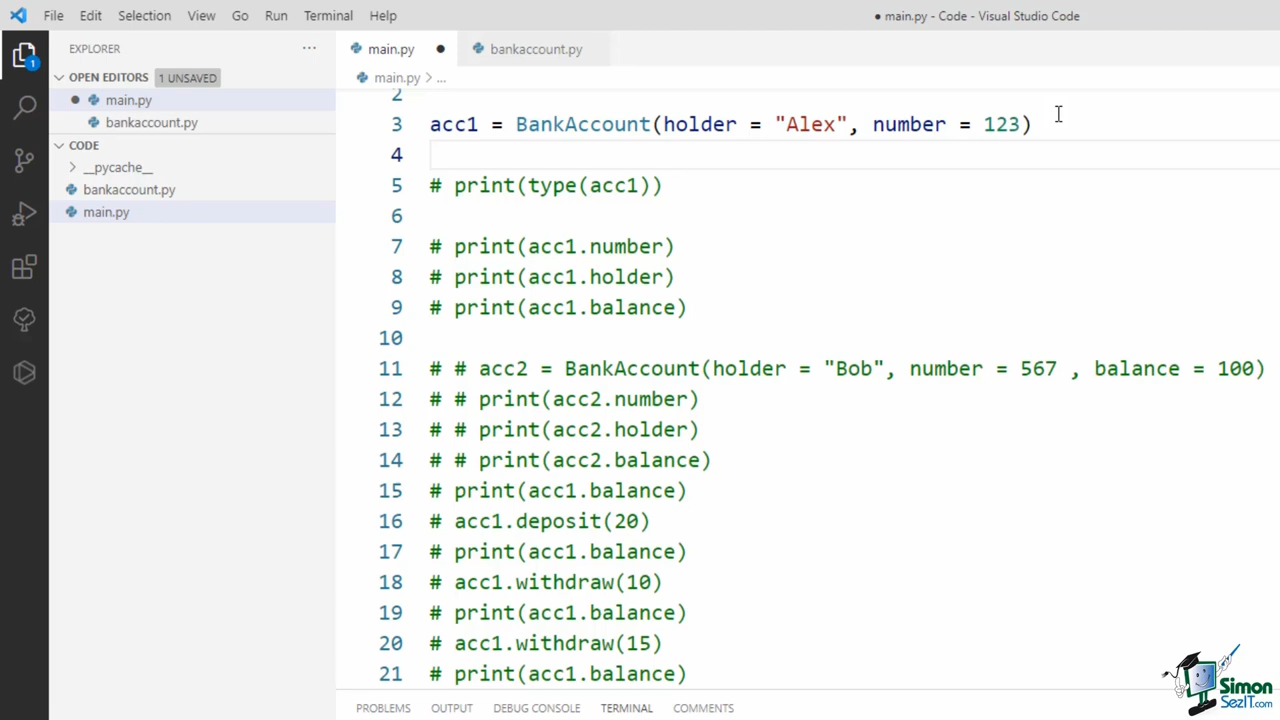 File Edit Selection View Go Run Terminal Help
● main.py - Code - Visual Studio Code
EXPLORER
···
main.py ●
bankaccount.py
1
OPEN EDITORS 1 UNSAVED
main.py > ...
● main.py
bankaccount.py
CODE
__pycache__
bankaccount.py
main.py
2
3 acc1 = BankAccount(holder = "Alex", number = 123)
4
5 # print(type(acc1))
6
7 # print(acc1.number)
8 # print(acc1.holder)
9 # print(acc1.balance)
10
11 # # acc2 = BankAccount(holder = "Bob", number = 567 , balance = 100)
12 # # print(acc2.number)
13 # # print(acc2.holder)
14 # # print(acc2.balance)
15 # print(acc1.balance)
16 # acc1.deposit(20)
17 # print(acc1.balance)
18 # acc1.withdraw(10)
19 # print(acc1.balance)
20 # acc1.withdraw(15)
21 # print(acc1.balance)
PROBLEMS OUTPUT DEBUG CONSOLE TERMINAL COMMENTS
Simon
SezIT.com